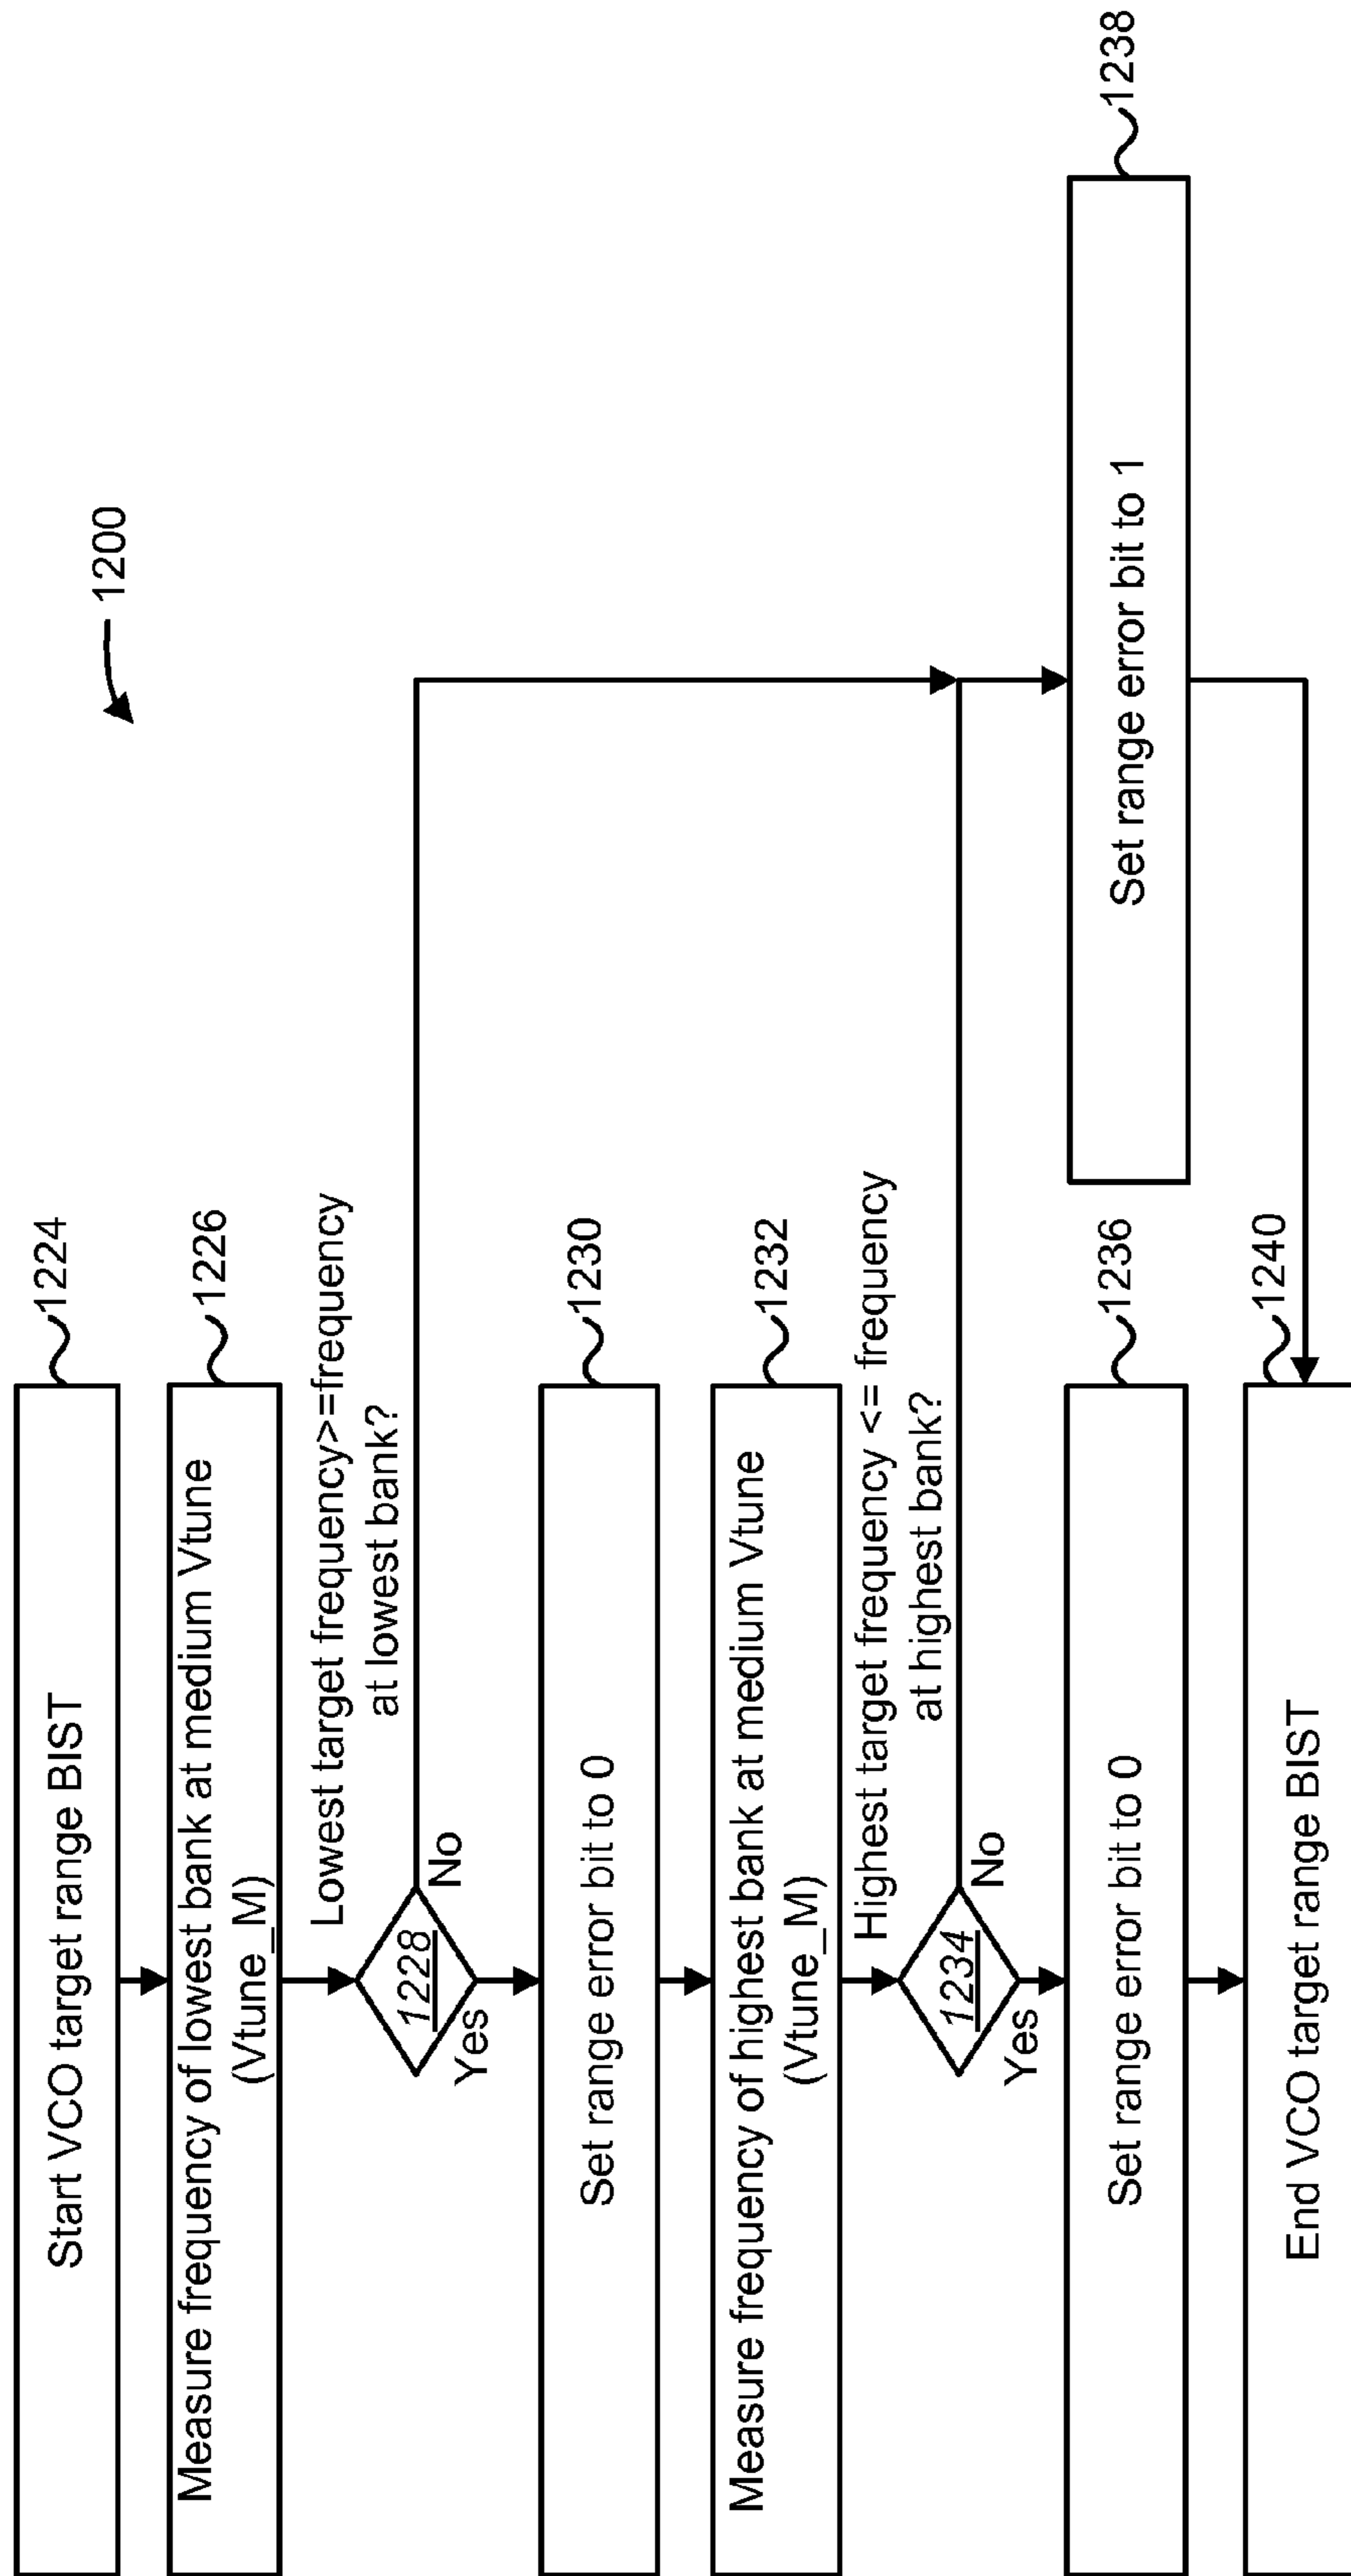 1200
Start VCO target range BIST
1224
Measure frequency of lowest bank at medium Vtune
(Vtune_M)
1226
Lowest target frequency>=frequency
at lowest bank?
1228
No
Yes
Set range error bit to 0
1230
Measure frequency of highest bank at medium Vtune
(Vtune_M)
1232
Highest target frequency <= frequency
at highest bank?
1234
No
Yes
Set range error bit to 0
1236
Set range error bit to 1
1238
End VCO target range BIST
1240